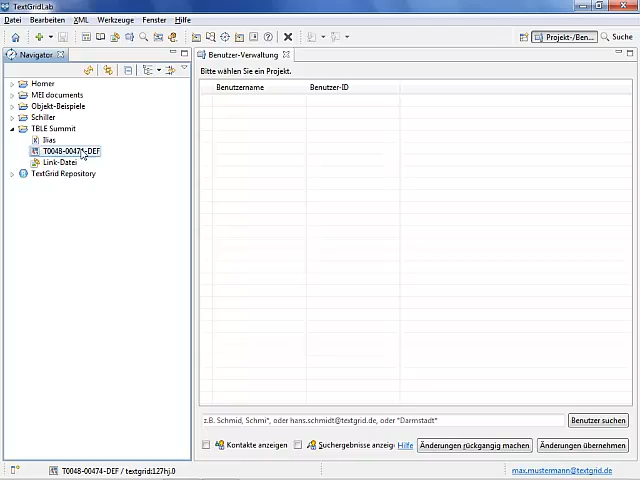 TextGridLab
Datei Bearbeiten XML Werkzeuge Fenster Hilfe
Projekt-/Ben... Suche
Navigator
Benutzer-Verwaltung
Bitte wählen Sie ein Projekt.
Benutzername Benutzer-ID
Homer
MEI documents
Objekt-Beispiele
Schiller
TBLE Summit
Ilias
T0048-00474-DEF
Link-Datei
TextGrid Repository
z.B. Schmid, Schmi*, oder hans.schmidt@textgrid.de, oder "Darmstadt"
Benutzer suchen
Kontakte anzeigen Suchergebnisse anzeig Hilfe Änderungen rückgängig machen Änderungen übernehmen
T0048-00474-DEF / textgrid:127hj.0
max.mustermann@textgrid.de